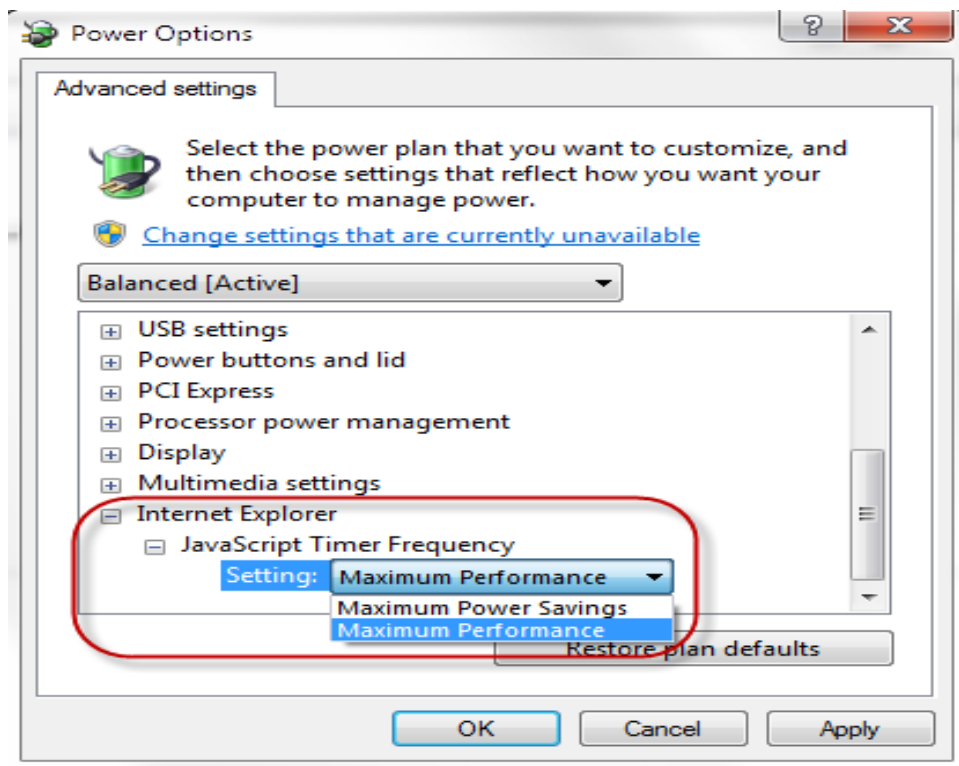 Power Options
Advanced settings
Select the power plan that you want to customize, and
then choose settings that reflect how you want your
computer to manage power.
Change settings that are currently unavailable
Balanced [Active]
USB settings
Power buttons and lid
PCI Express
Processor power management
Display
Multimedia settings
Internet Explorer
JavaScript Timer Frequency
Setting: Maximum Performance
Maximum Power Savings
Maximum Performance
Restore plan defaults
OK Cancel Apply